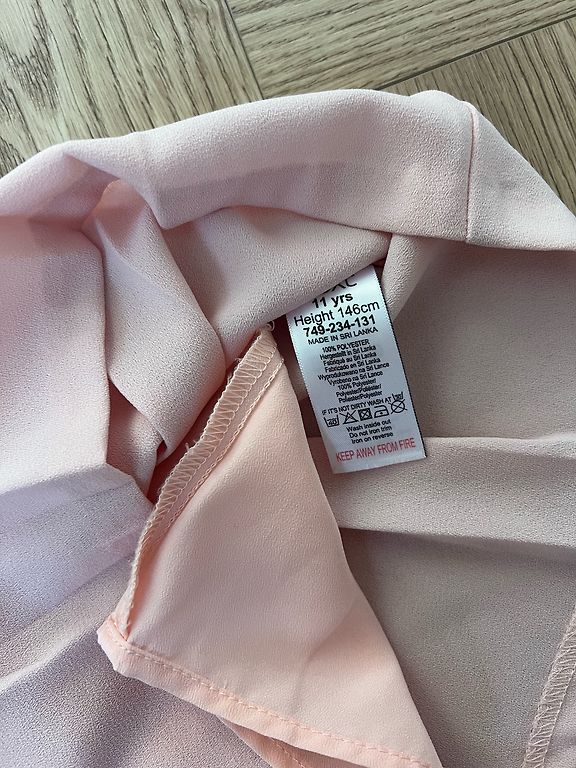 11 yrs
Height 146cm
749-234-131
MADE IN SRI LANKA
100% POLYESTER
Hergestellt in Sri Lanka
Fabriqué au Sri Lanka
Fabricado en Sri Lanka
Wyprodukowano na Sri Lance
Vyrobeno na Sri Lance
100% Polyester/
Polyester/Poliéster/
Poliester/Polyester
IF IT'S NOT DIRTY WASH AT
Wash inside out
Do not iron trim
Iron on reverse
KEEP AWAY FROM FIRE